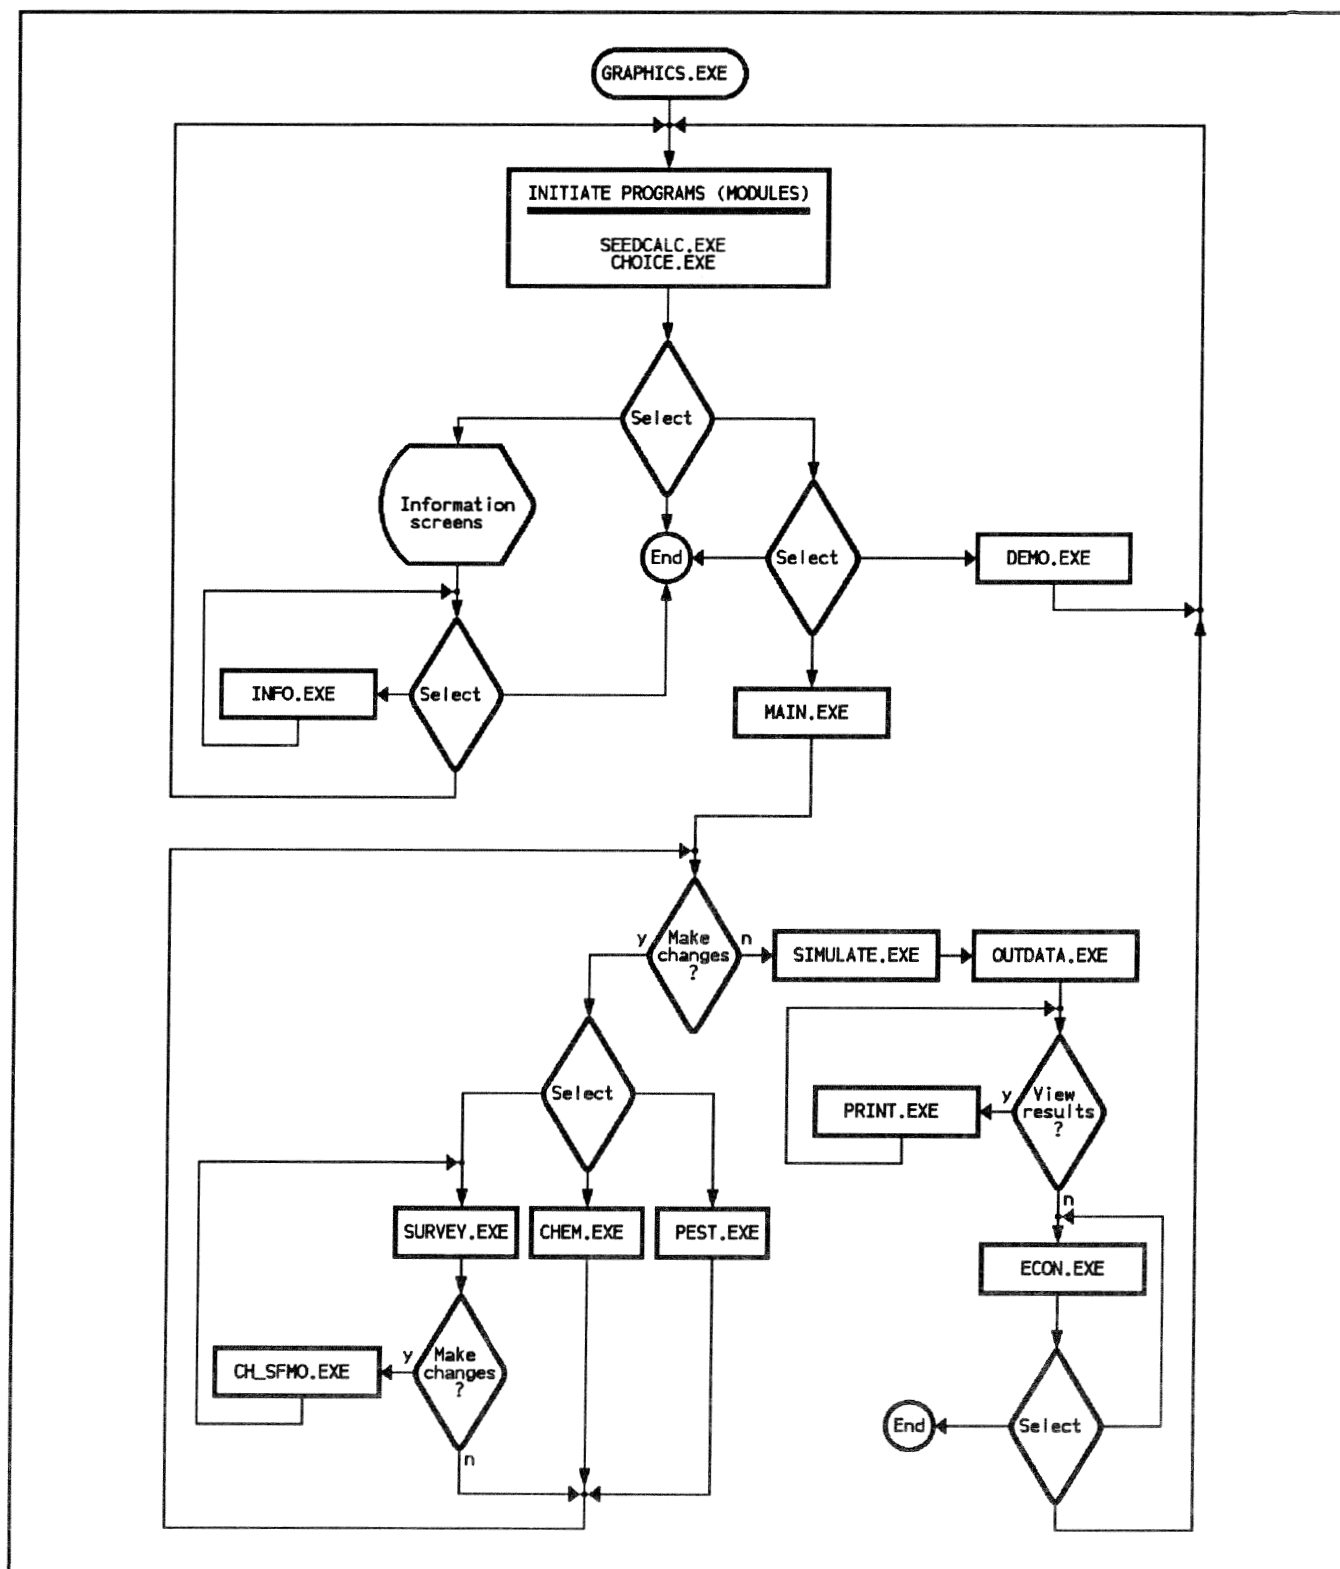 GRAPHICS.EXE
INITIATE PROGRAMS (MODULES)
SEEDCALC.EXE
CHOICE.EXE
Select
Information
screens
End
Select
DEMO.EXE
INFO.EXE
Select
MAIN.EXE
y
Make
changes
?
n
SIMULATE.EXE
OUTDATA.EXE
Select
PRINT.EXE
y
View
results
?
n
SURVEY.EXE
CHEM.EXE
PEST.EXE
ECON.EXE
CH_SFMO.EXE
y
Make
changes
?
n
End
Select